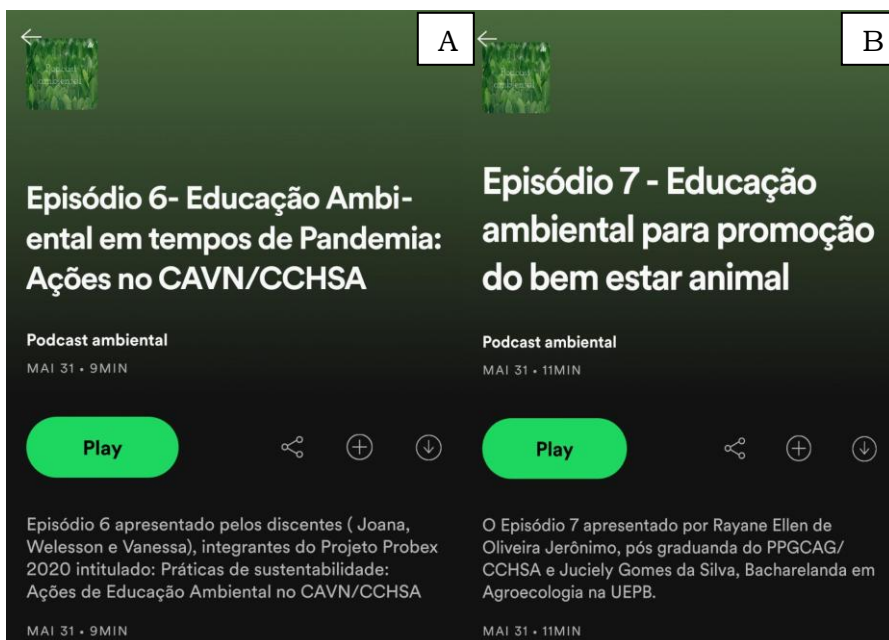 A
Podcast
ambiental
Episódio 6- Educação Ambi-
ental em tempos de Pandemia:
Ações no CAVN/CCHSA
Podcast ambiental
MAI 31 • 9MIN
Play
Episódio 6 apresentado pelos discentes ( Joana,
Welesson e Vanessa), integrantes do Projeto Probex
2020 intitulado: Práticas de sustentabilidade:
Ações de Educação Ambiental no CAVN/CCHSA
MAI 31 • 9MIN
B
Podcast
ambiental
Episódio 7 - Educação
ambiental para promoção
do bem estar animal
Podcast ambiental
MAI 31 • 11MIN
Play
O Episódio 7 apresentado por Rayane Ellen de
Oliveira Jerônimo, pós graduanda do PPGCAG/
CCHSA e Juciely Gomes da Silva, Bacharelanda em
Agroecologia na UEPB.
MAI 31 • 11MIN